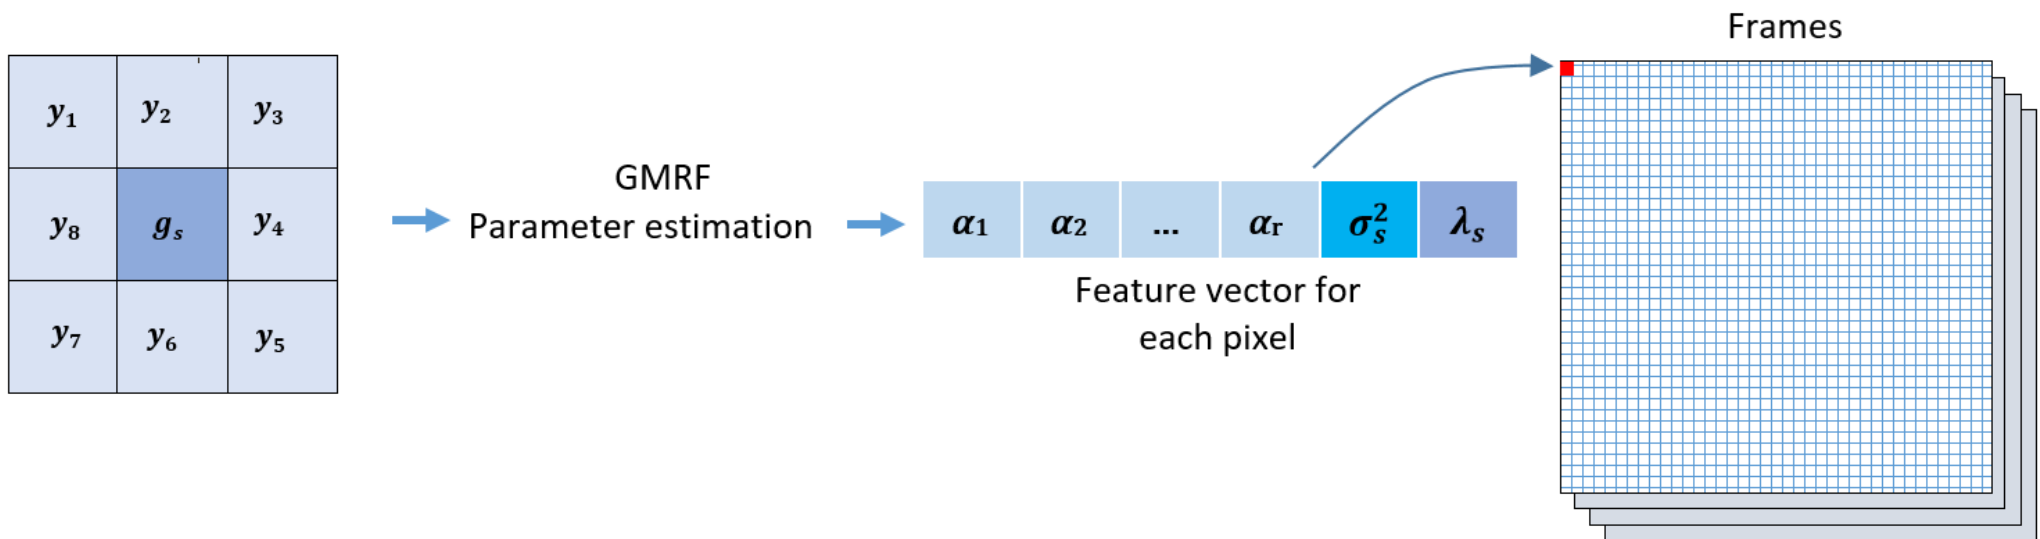 Frames
y₁ y₂ y₃
y₈ gₛ y₄
y₇ y₆ y₅
GMRF
Parameter estimation
α₁ α₂ ... αr σₛ² λₛ
Feature vector for
each pixel